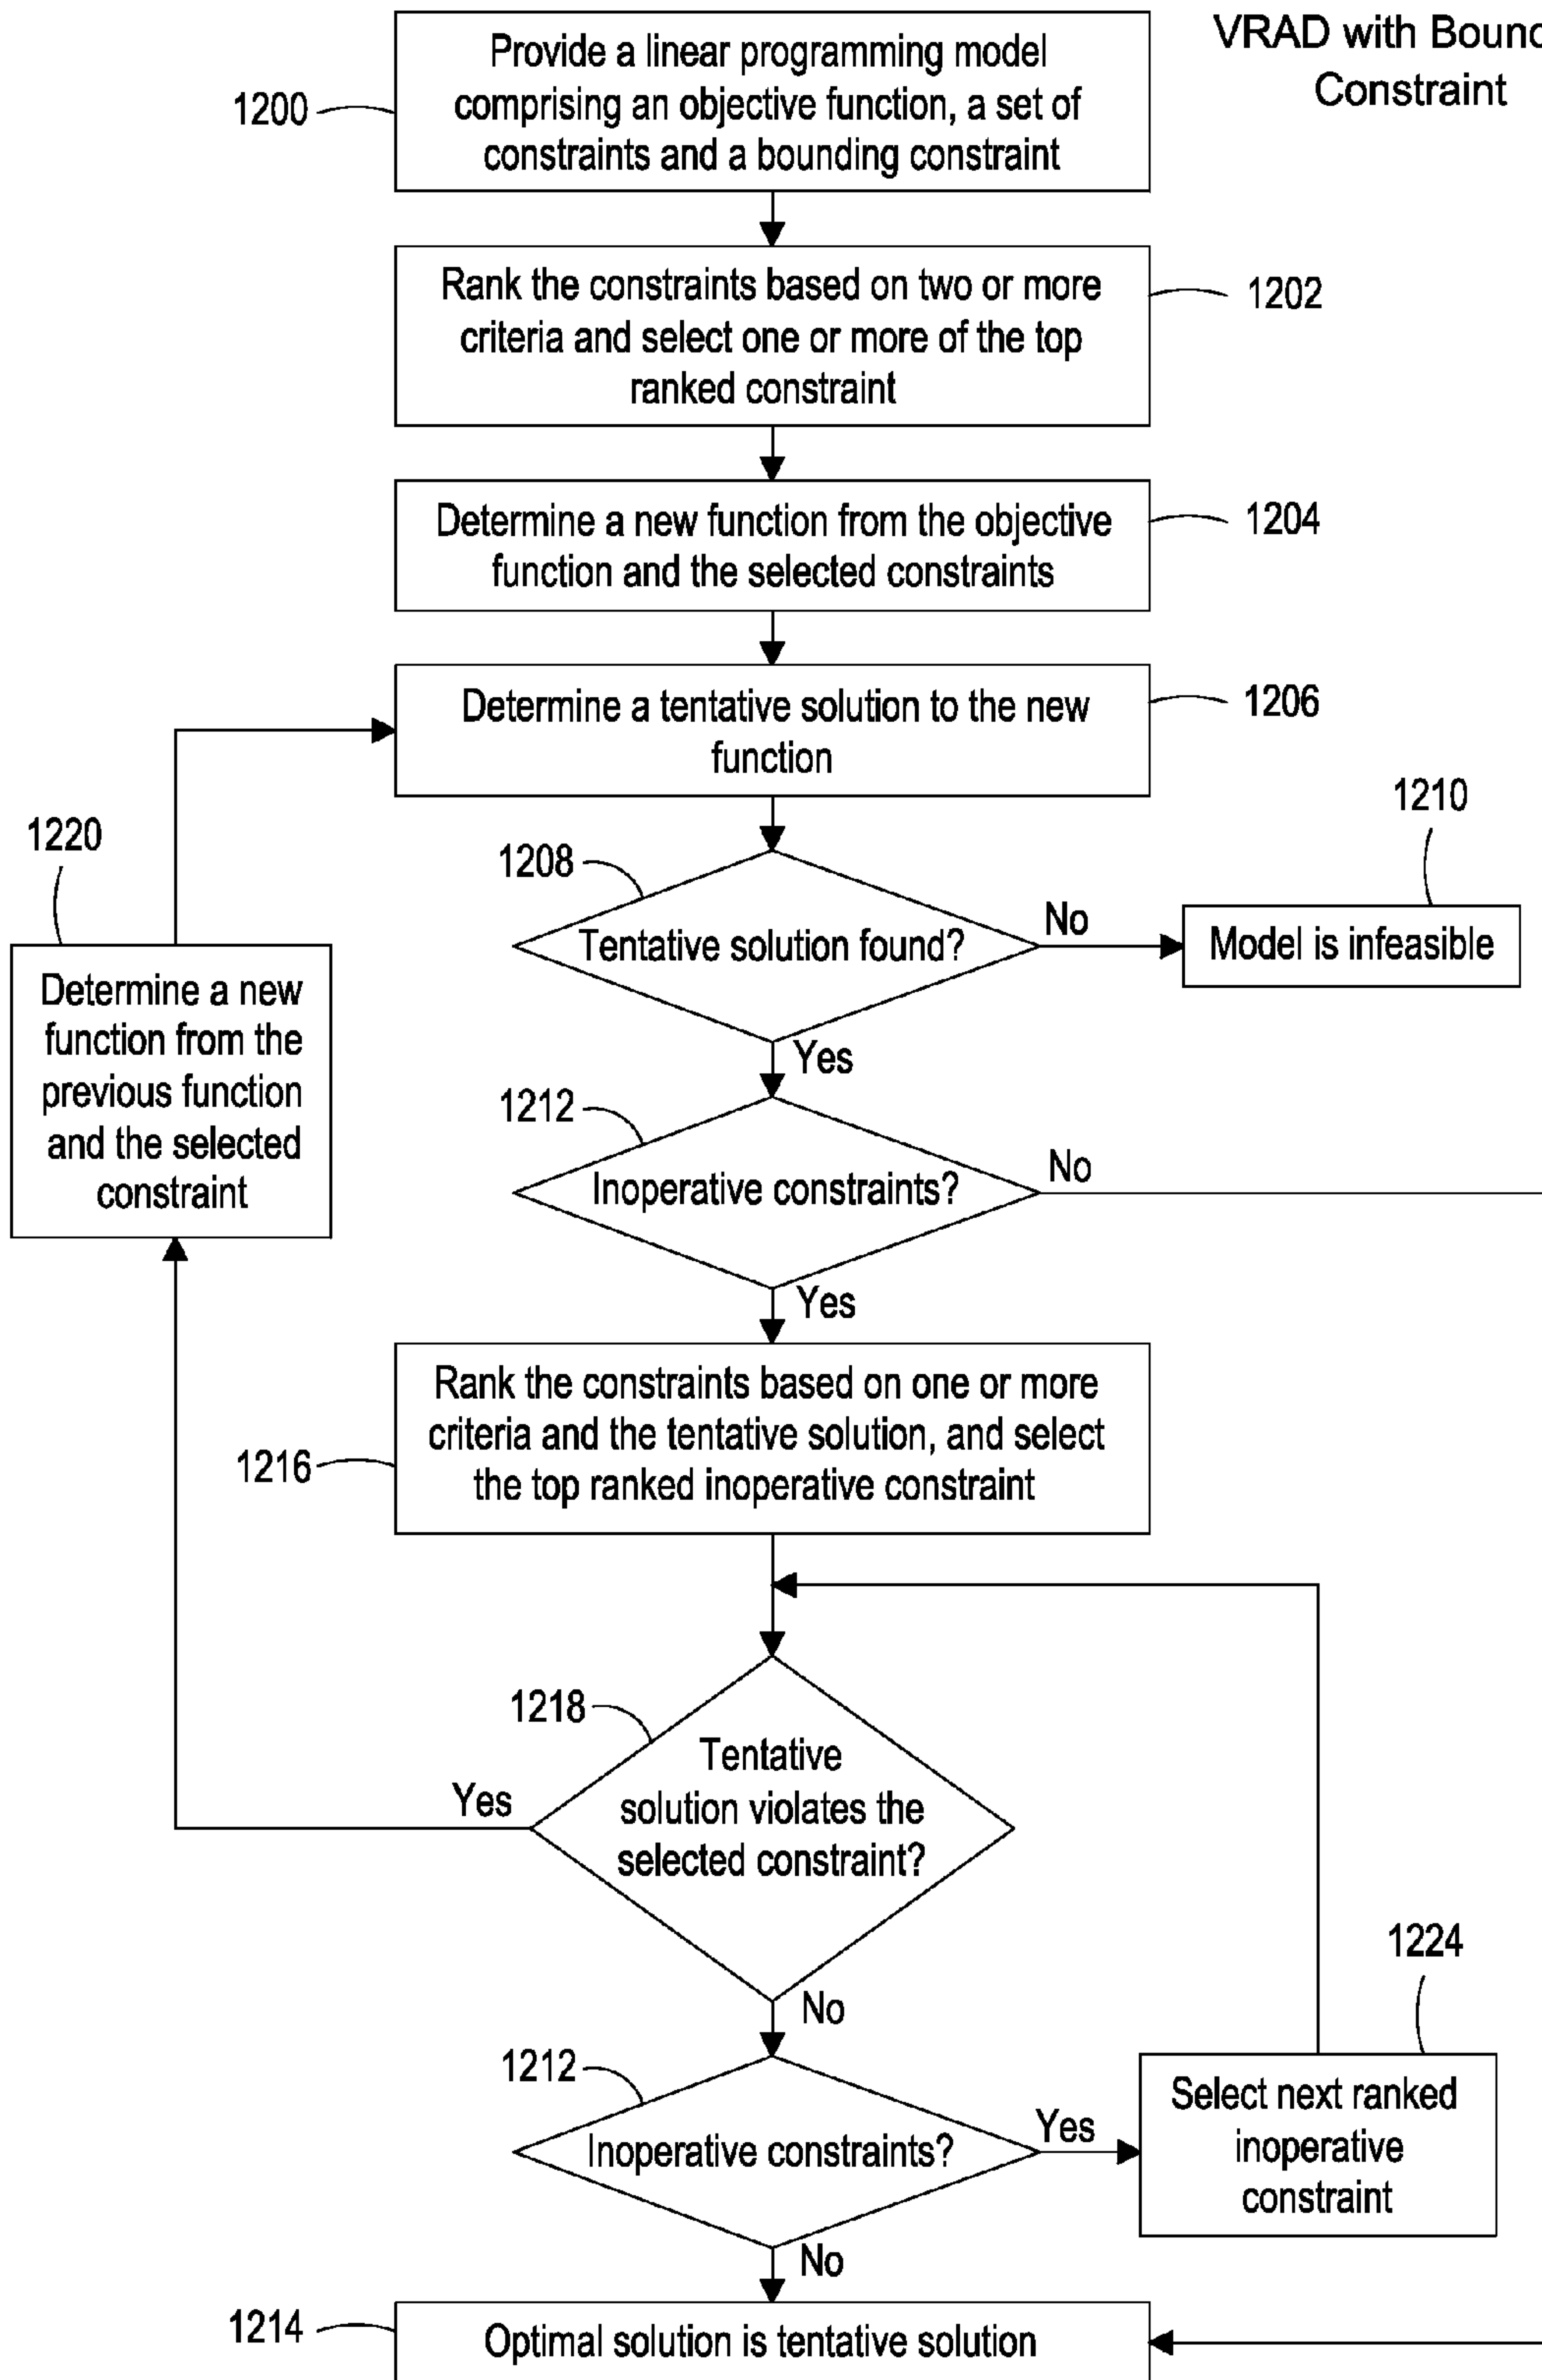 VRAD with Bound
Constraint
Provide a linear programming model
comprising an objective function, a set of
constraints and a bounding constraint
1200
Rank the constraints based on two or more
criteria and select one or more of the top
ranked constraint
1202
Determine a new function from the objective
function and the selected constraints
1204
Determine a tentative solution to the new
function
1206
1208
Tentative solution found?
No
1210
Model is infeasible
Yes
1220
Determine a new
function from the
previous function
and the selected
constraint
1212
Inoperative constraints?
No
Yes
Rank the constraints based on one or more
criteria and the tentative solution, and select
the top ranked inoperative constraint
1216
1218
Tentative
solution violates the
selected constraint?
Yes
No
1212
Inoperative constraints?
Yes
1224
Select next ranked
inoperative
constraint
No
1214
Optimal solution is tentative solution